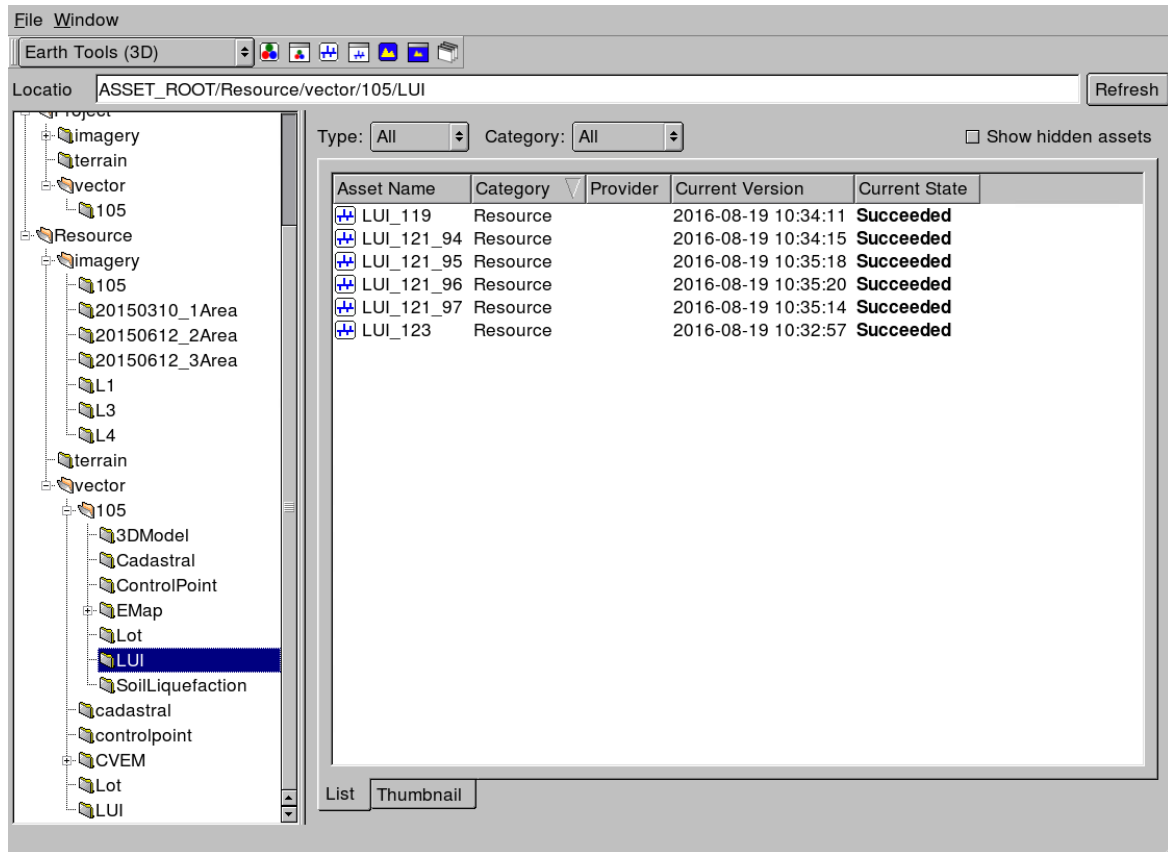 File Window
Earth Tools (3D)
Locatio ASSET_ROOT/Resource/vector/105/LUI Refresh
Project
imagery
terrain
vector
105
Resource
imagery
105
20150310_1Area
20150612_2Area
20150612_3Area
L1
L3
L4
terrain
vector
105
3DModel
Cadastral
ControlPoint
EMap
Lot
LUI
SoilLiquefaction
cadastral
controlpoint
CVEM
Lot
LUI
Type: All Category: All Show hidden assets
Asset Name Category Provider Current Version Current State
LUI_119 Resource 2016-08-19 10:34:11 Succeeded
LUI_121_94 Resource 2016-08-19 10:34:15 Succeeded
LUI_121_95 Resource 2016-08-19 10:35:18 Succeeded
LUI_121_96 Resource 2016-08-19 10:35:20 Succeeded
LUI_121_97 Resource 2016-08-19 10:35:14 Succeeded
LUI_123 Resource 2016-08-19 10:32:57 Succeeded
List Thumbnail